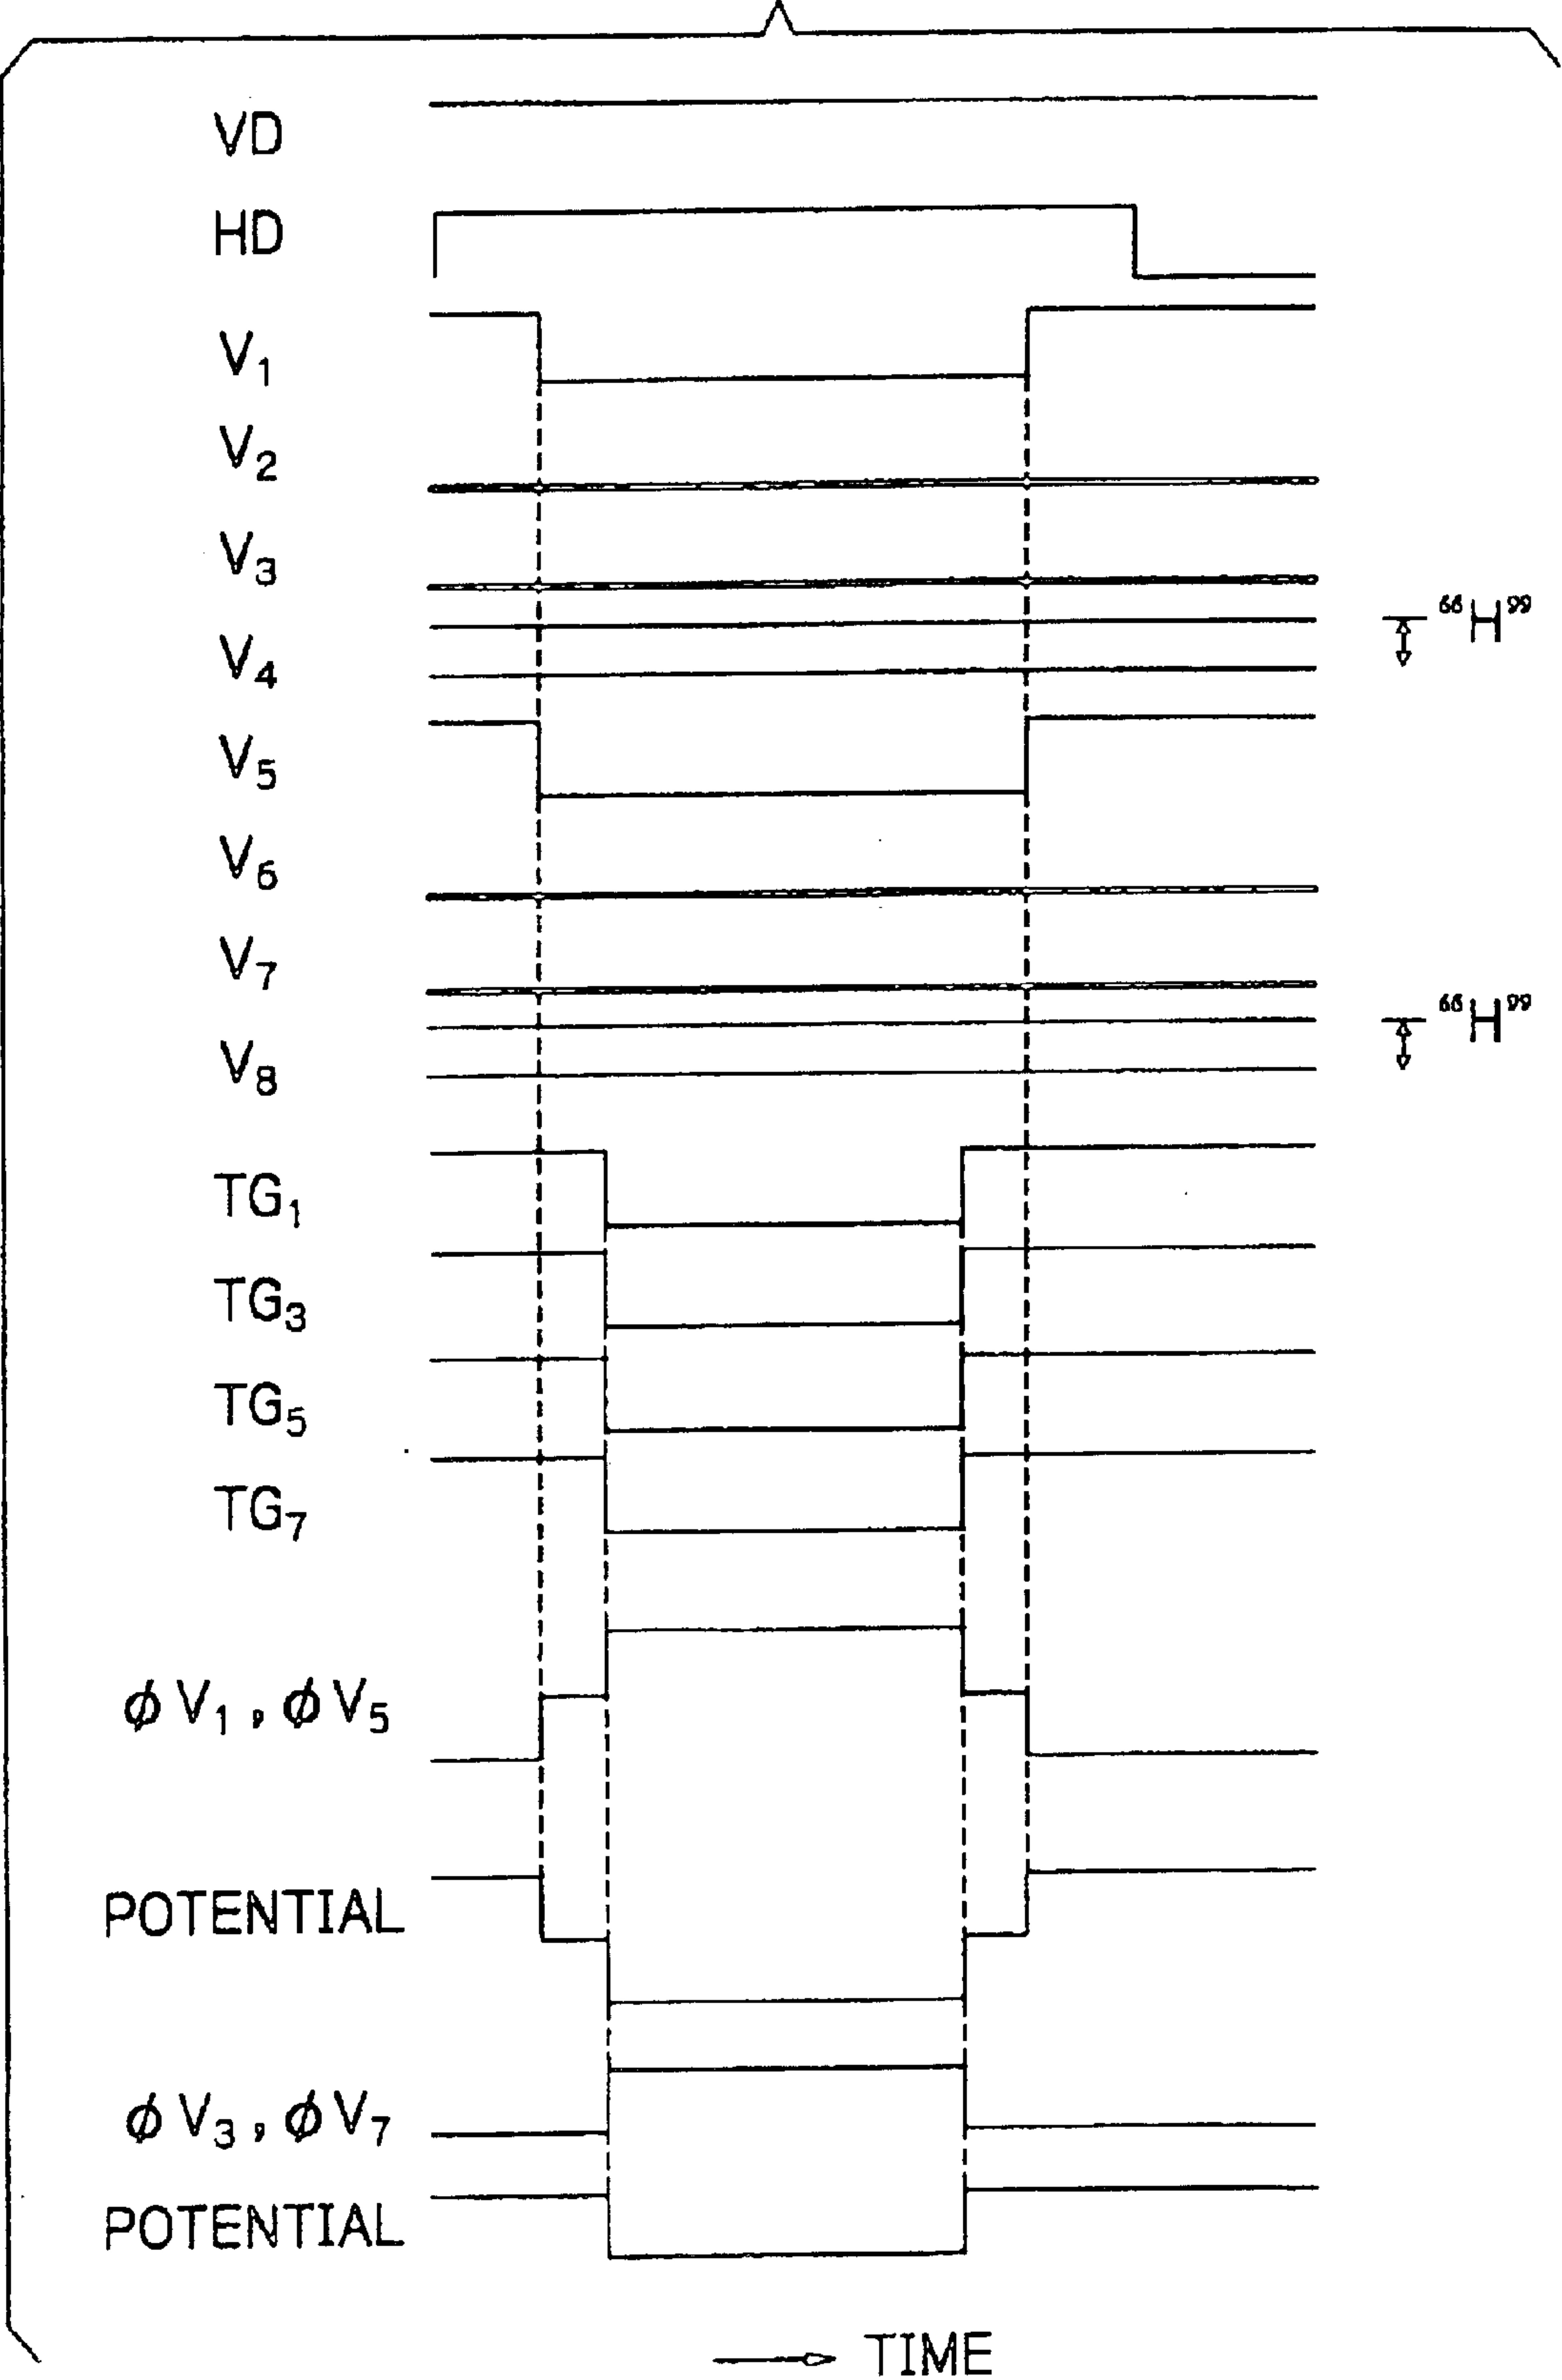 VD
HD
V1
V2
V3
“H”
V4
V5
V6
V7
“H”
V8
TG1
TG3
TG5
TG7
ϕV1, ϕV5
POTENTIAL
ϕV3, ϕV7
POTENTIAL
TIME